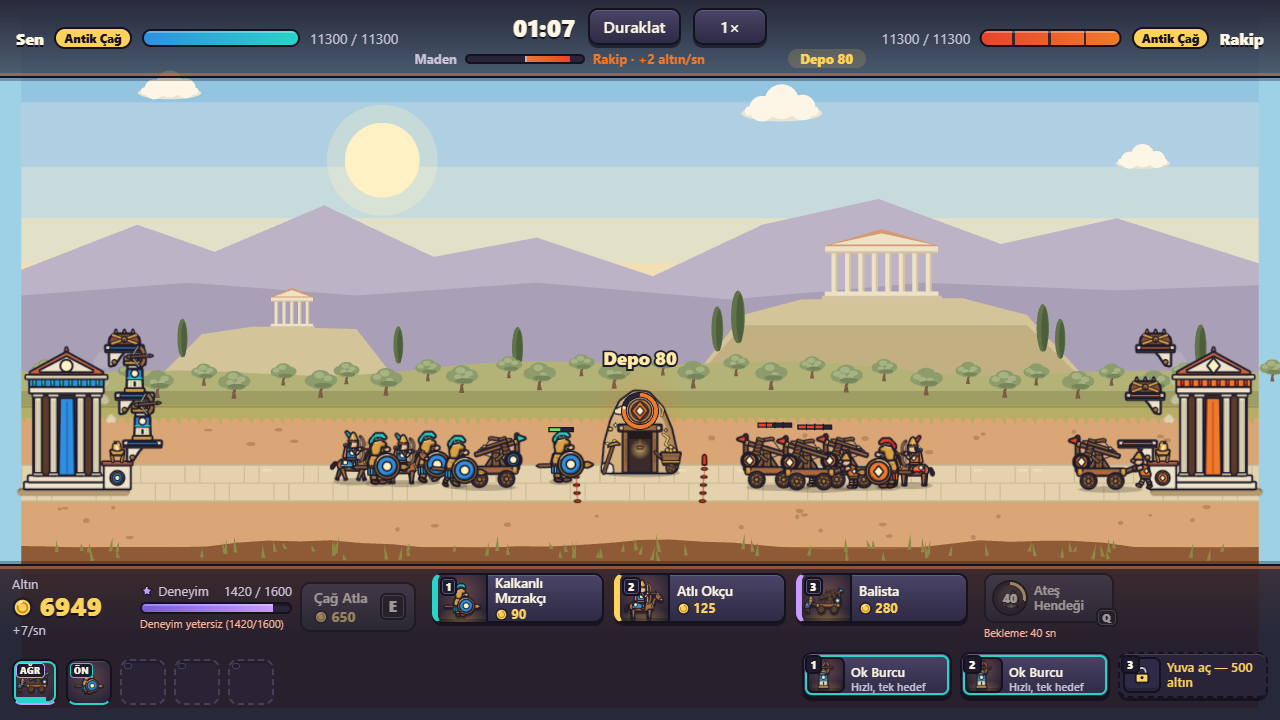 Sen
Antik Çağ
11300 / 11300
01:07
Duraklat
1×
11300 / 11300
Antik Çağ
Rakip
Maden
Rakip · +2 altın/sn
Depo 80
Depo 80
Altın
6949
+7/sn
Deneyim 1420 / 1600
Deneyim yetersiz (1420/1600)
Çağ Atla
650
E
1
Kalkanlı
Mızrakçı
90
2
Atlı Okçu
125
3
Balista
280
40
Ateş
Hendeği
Q
Bekleme: 40 sn
AĞR
ÖN
1
Ok Burcu
Hızlı, tek hedef
2
Ok Burcu
Hızlı, tek hedef
3
Yuva aç — 500
altın